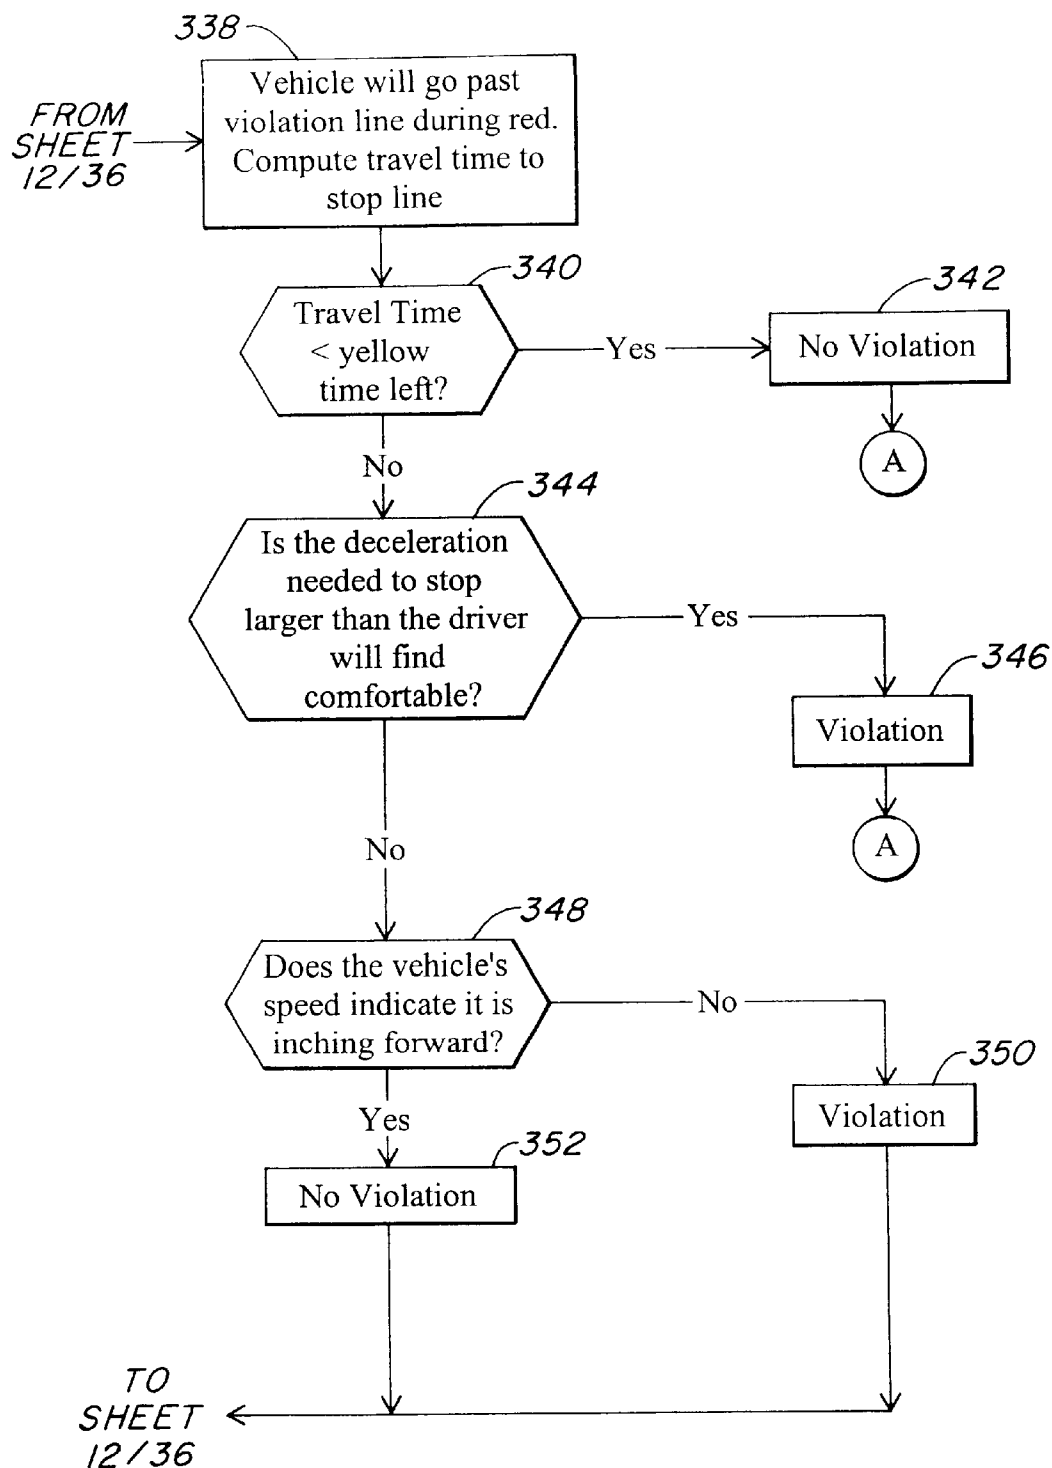 338
FROM
SHEET
12/36
Vehicle will go past
violation line during red.
Compute travel time to
stop line
340
Travel Time
< yellow
time left?
Yes
342
No Violation
A
No
344
Is the deceleration
needed to stop
larger than the driver
will find
comfortable?
Yes
346
Violation
A
No
348
Does the vehicle's
speed indicate it is
inching forward?
No
350
Violation
Yes
352
No Violation
TO
SHEET
12/36